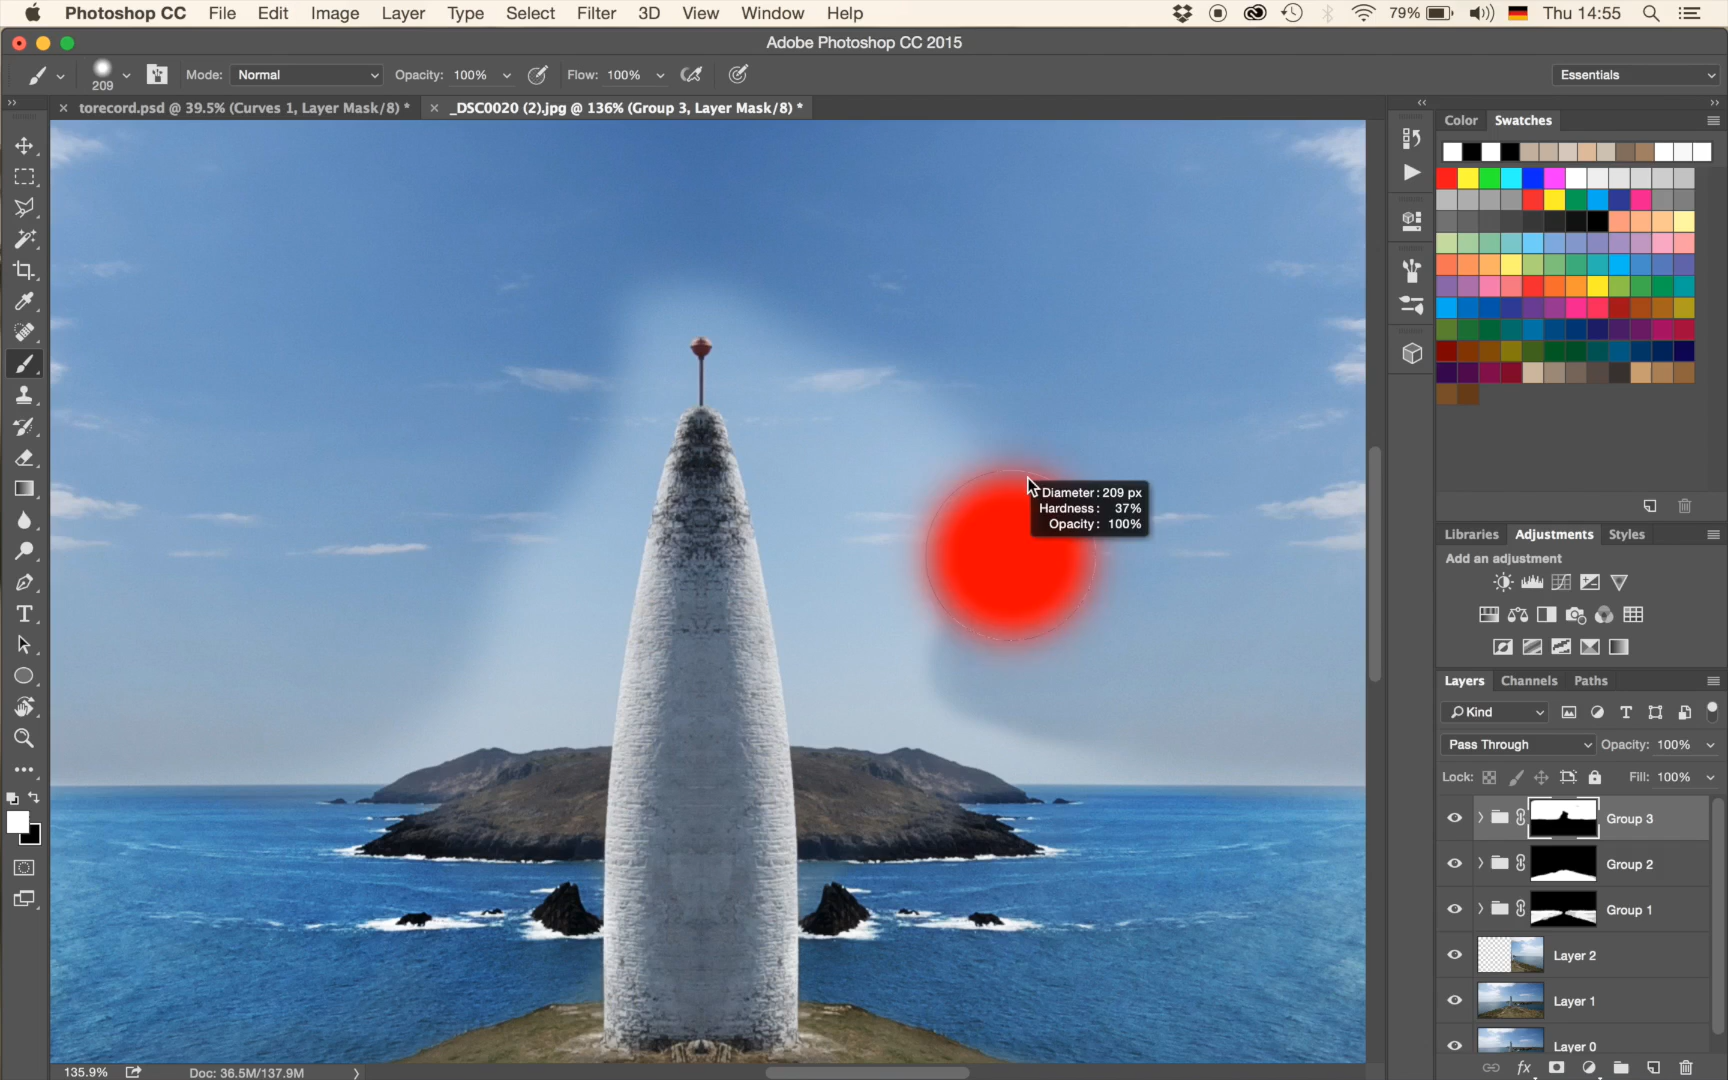 Photoshop CC File Edit Image Layer Type Select Filter 3D View Window Help 79% Thu 14:55
Adobe Photoshop CC 2015
209 Mode: Normal Opacity: 100% Flow: 100% Essentials
torecord.psd @ 39.5% (Curves 1, Layer Mask/8) * _DSC0020 (2).jpg @ 136% (Group 3, Layer Mask/8) *
Color Swatches
Diameter: 209 px
Hardness: 37%
Opacity: 100%
Libraries Adjustments Styles
Add an adjustment
Layers Channels Paths
Kind
Pass Through Opacity: 100%
Lock: Fill: 100%
Group 3
Group 2
Group 1
Layer 2
Layer 1
Layer 0
135.9% Doc: 36.5M/137.9M